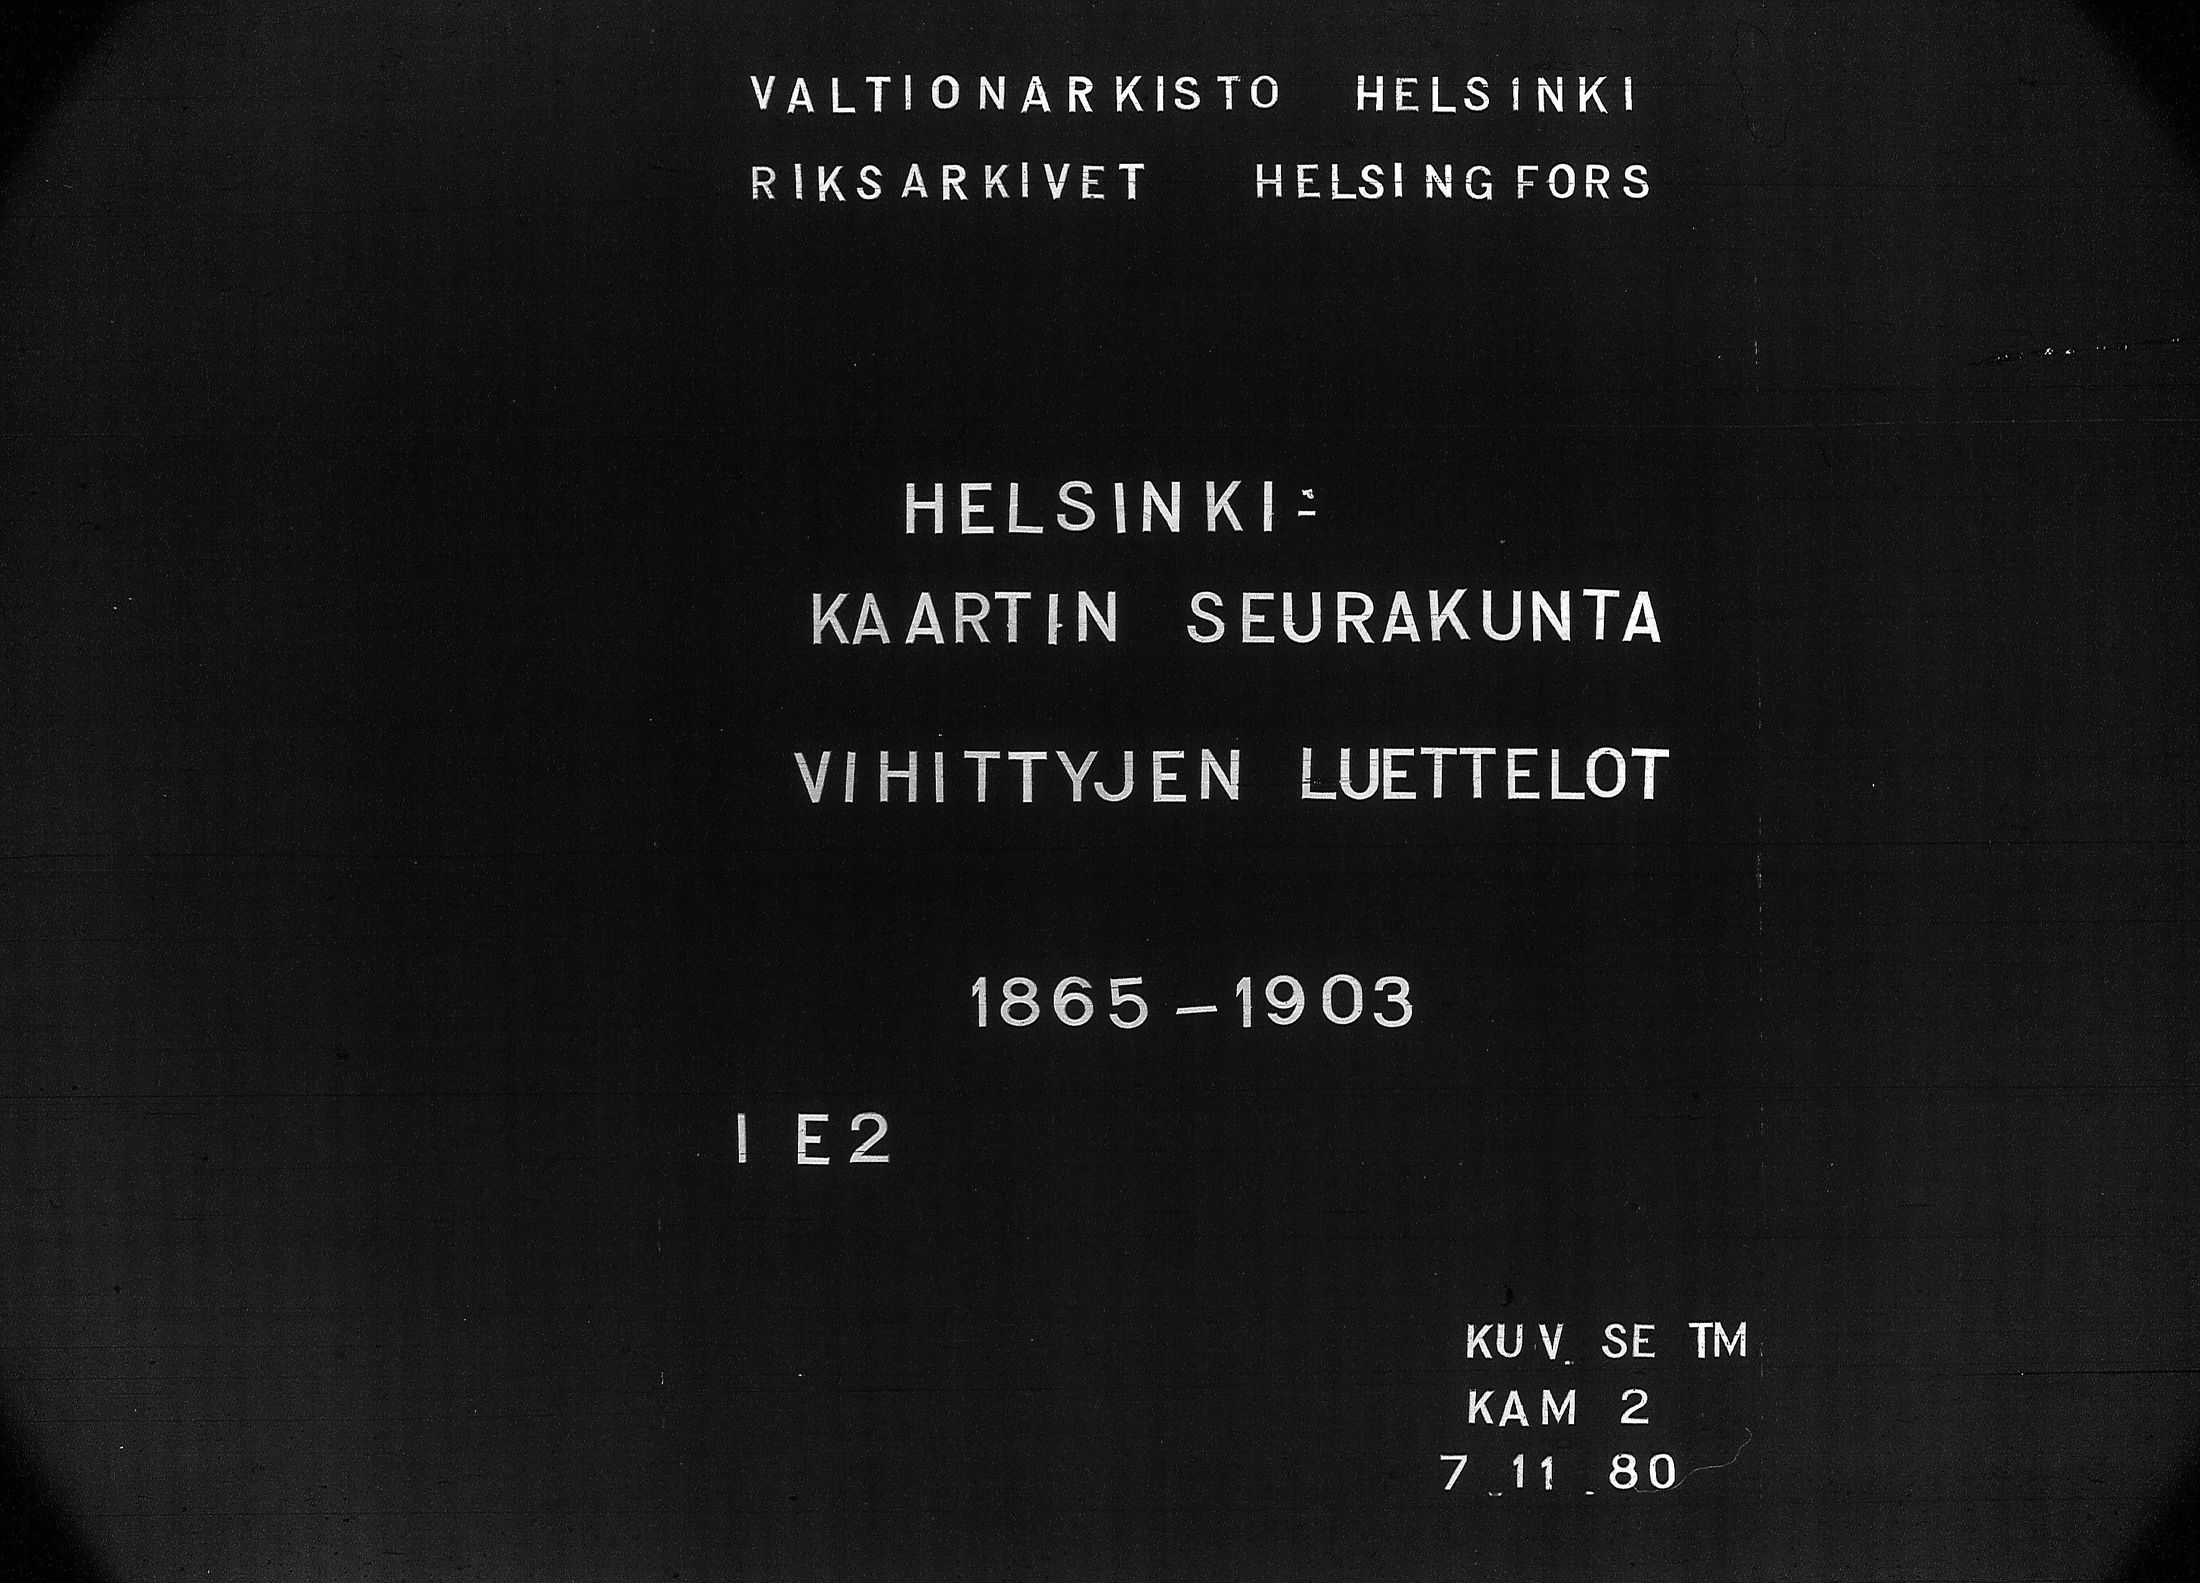 VALTIONARKISTO HELSINKI
RIKSARKIVET HELSINGFORS
HELSINKI:
KAARTIN SEURAKUNTA
VIHITTYJEN LUETTELOT
1865-1903
I E2
KUV. SE TM
KAM 2
7.11.80